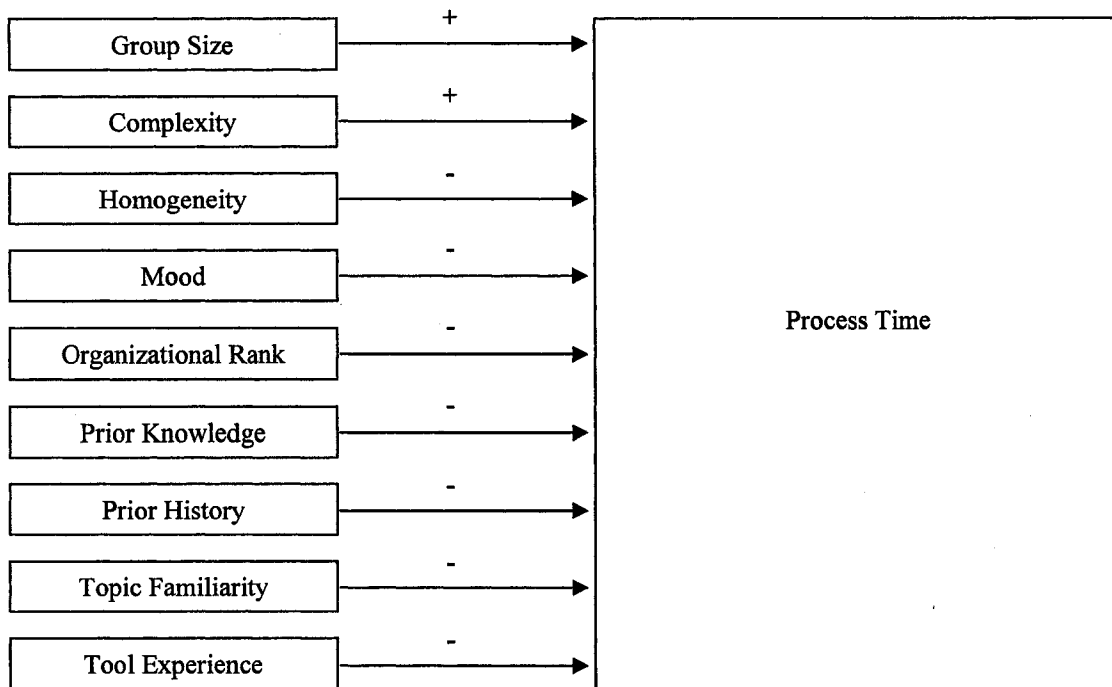 +
Group Size
+
Complexity
-
Homogeneity
-
Mood
-
Organizational Rank
Process Time
-
Prior Knowledge
-
Prior History
-
Topic Familiarity
-
Tool Experience